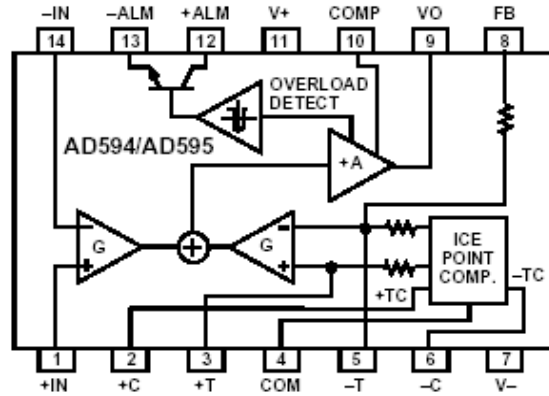 –IN –ALM +ALM V+ COMP VO FB
14 13 12 11 10 9 8
OVERLOAD
DETECT
AD594/AD595
+A
– G
+
– G
+
ICE
POINT
COMP.
+TC
–TC
1 2 3 4 5 6 7
+IN +C +T COM –T –C V–